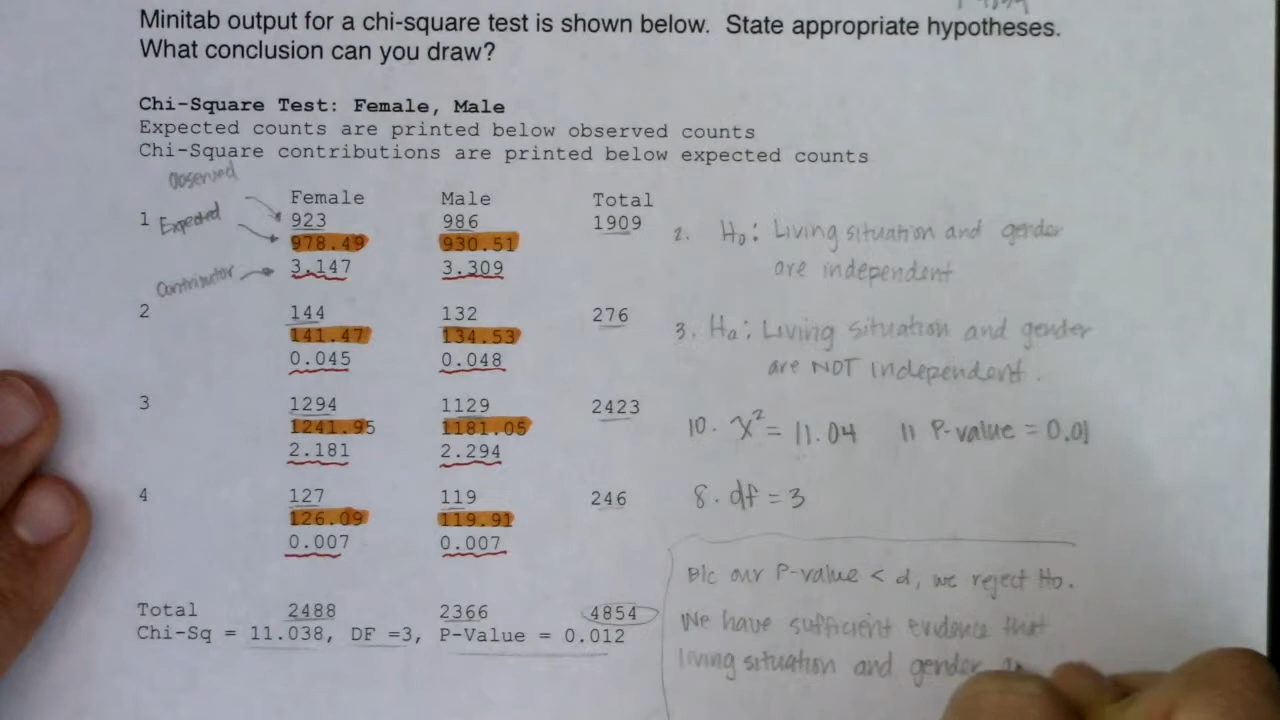 Minitab output for a chi-square test is shown below. State appropriate hypotheses.
What conclusion can you draw?
Chi-Square Test: Female, Male
Expected counts are printed below observed counts
Chi-Square contributions are printed below expected counts
Observed
Expected
Contributor
Female Male Total
1 923 986 1909
978.49 930.51
3.147 3.309
2 144 132 276
141.47 134.53
0.045 0.048
3 1294 1129 2423
1241.95 1181.05
2.181 2.294
4 127 119 246
126.09 119.91
0.007 0.007
Total 2488 2366 4854
Chi-Sq = 11.038, DF =3, P-Value = 0.012
2. H₀: Living situation and gender
are independent
3. Ha: Living situation and gender
are NOT independent.
10. χ² = 11.04 11 P-value = 0.01
8. df = 3
B/c our P-value < α, we reject H₀.
We have sufficient evidence that
living situation and gender